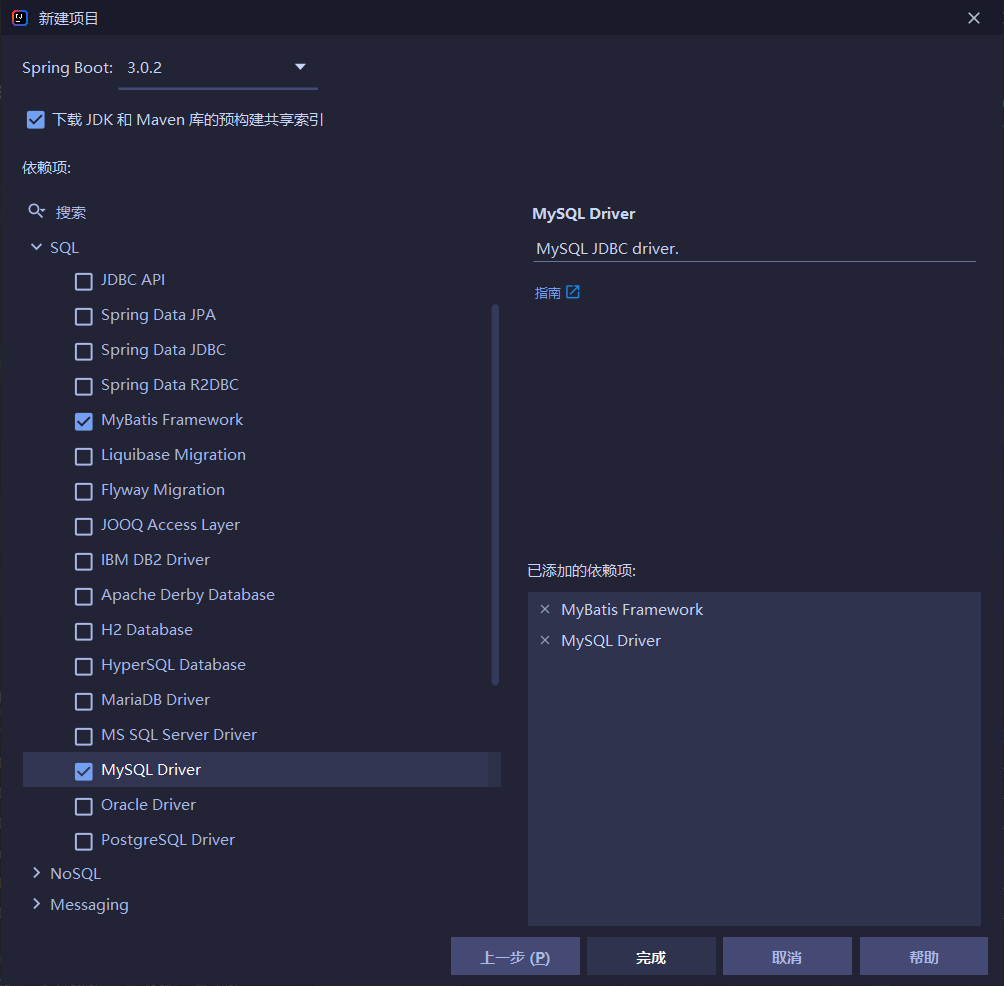 新建项目
Spring Boot: 3.0.2
下载 JDK 和 Maven 库的预构建共享索引
依赖项:
搜索
SQL
JDBC API
Spring Data JPA
Spring Data JDBC
Spring Data R2DBC
MyBatis Framework
Liquibase Migration
Flyway Migration
JOOQ Access Layer
IBM DB2 Driver
Apache Derby Database
H2 Database
HyperSQL Database
MariaDB Driver
MS SQL Server Driver
MySQL Driver
Oracle Driver
PostgreSQL Driver
NoSQL
Messaging
MySQL Driver
MySQL JDBC driver.
指南
已添加的依赖项:
MyBatis Framework
MySQL Driver
上一步 (P) 完成 取消 帮助